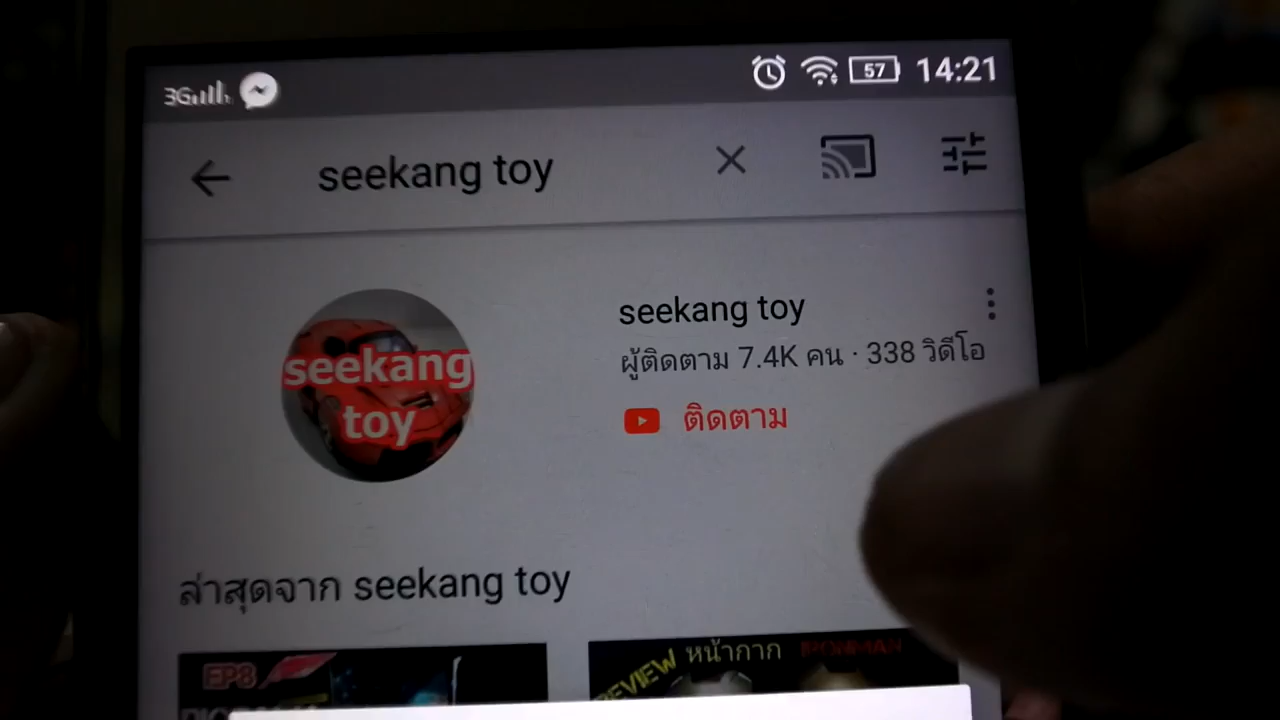 3G 57 14:21
seekang toy
seekang
toy
seekang toy
ผู้ติดตาม 7.4K คน · 338 วิดีโอ
ติดตาม
ล่าสุดจาก seekang toy
EP8
REVIEW หน้ากาก IRONMAN